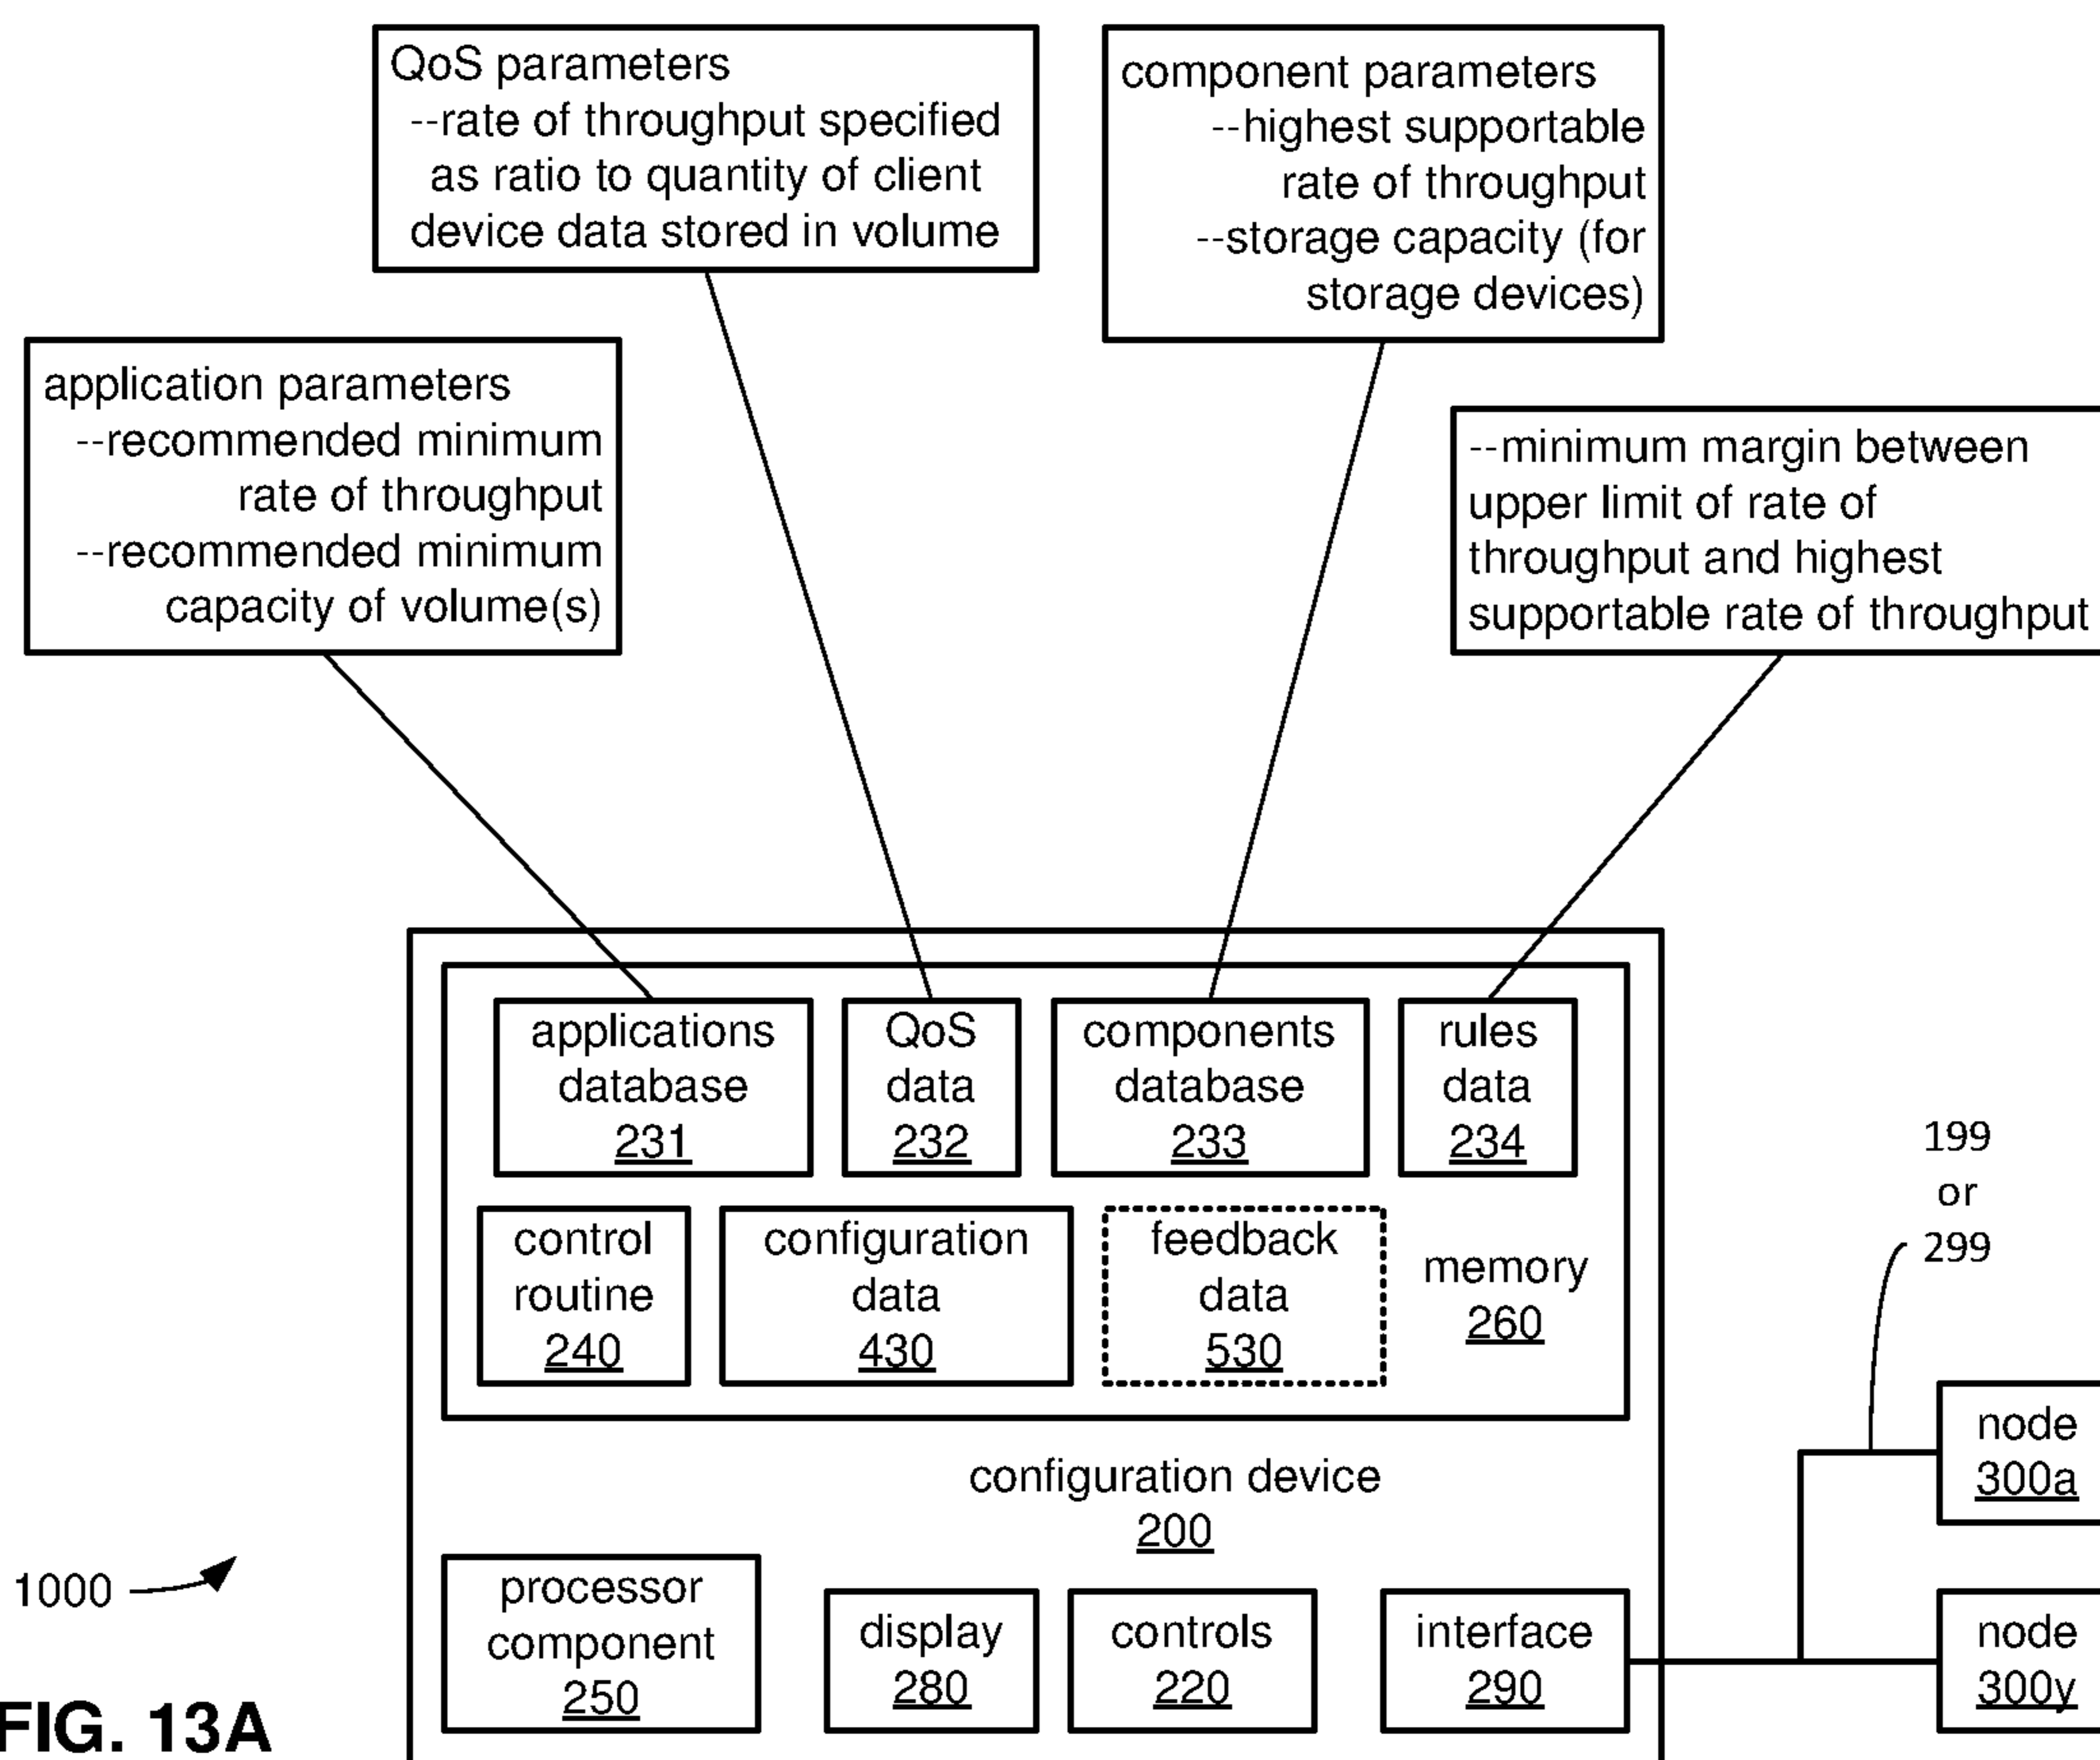 QoS parameters
--rate of throughput specified
as ratio to quantity of client
device data stored in volume
component parameters
--highest supportable
rate of throughput
--storage capacity (for
storage devices)
application parameters
--recommended minimum
rate of throughput
--recommended minimum
capacity of volume(s)
--minimum margin between
upper limit of rate of
throughput and highest
supportable rate of throughput
applications
database
231
QoS
data
232
components
database
233
rules
data
234
control
routine
240
configuration
data
430
feedback
data
530
memory
260
199
or
299
configuration device
200
node
300a
1000
processor
component
250
display
280
controls
220
interface
290
node
300y
FIG. 13A